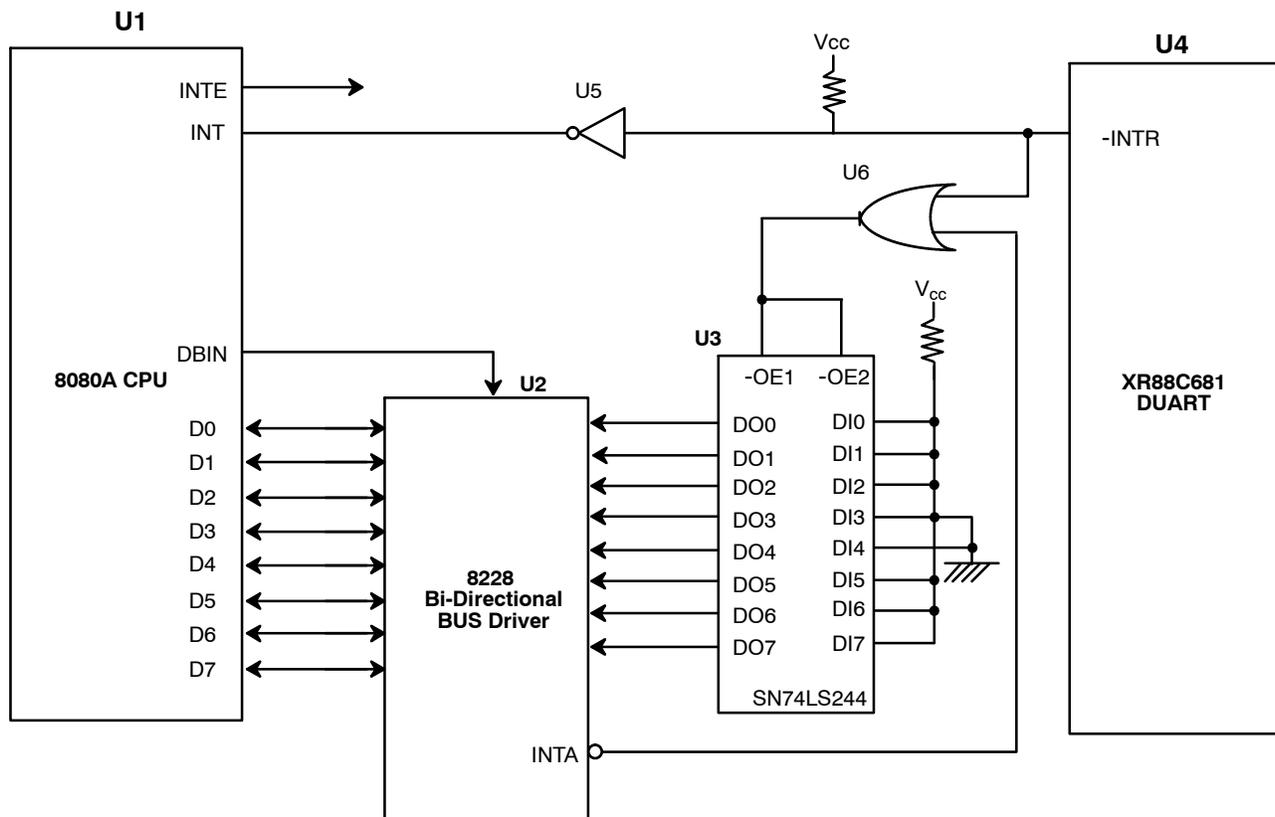 U1
INTE
INT
DBIN
8080A CPU
D0
D1
D2
D3
D4
D5
D6
D7
U5
Vcc
U4
-INTR
U6
Vcc
XR88C681
DUART
U2
8228
Bi-Directional
BUS Driver
INTA
U3
-OE1 -OE2
DO0 DI0
DO1 DI1
DO2 DI2
DO3 DI3
DO4 DI4
DO5 DI5
DO6 DI6
DO7 DI7
SN74LS244